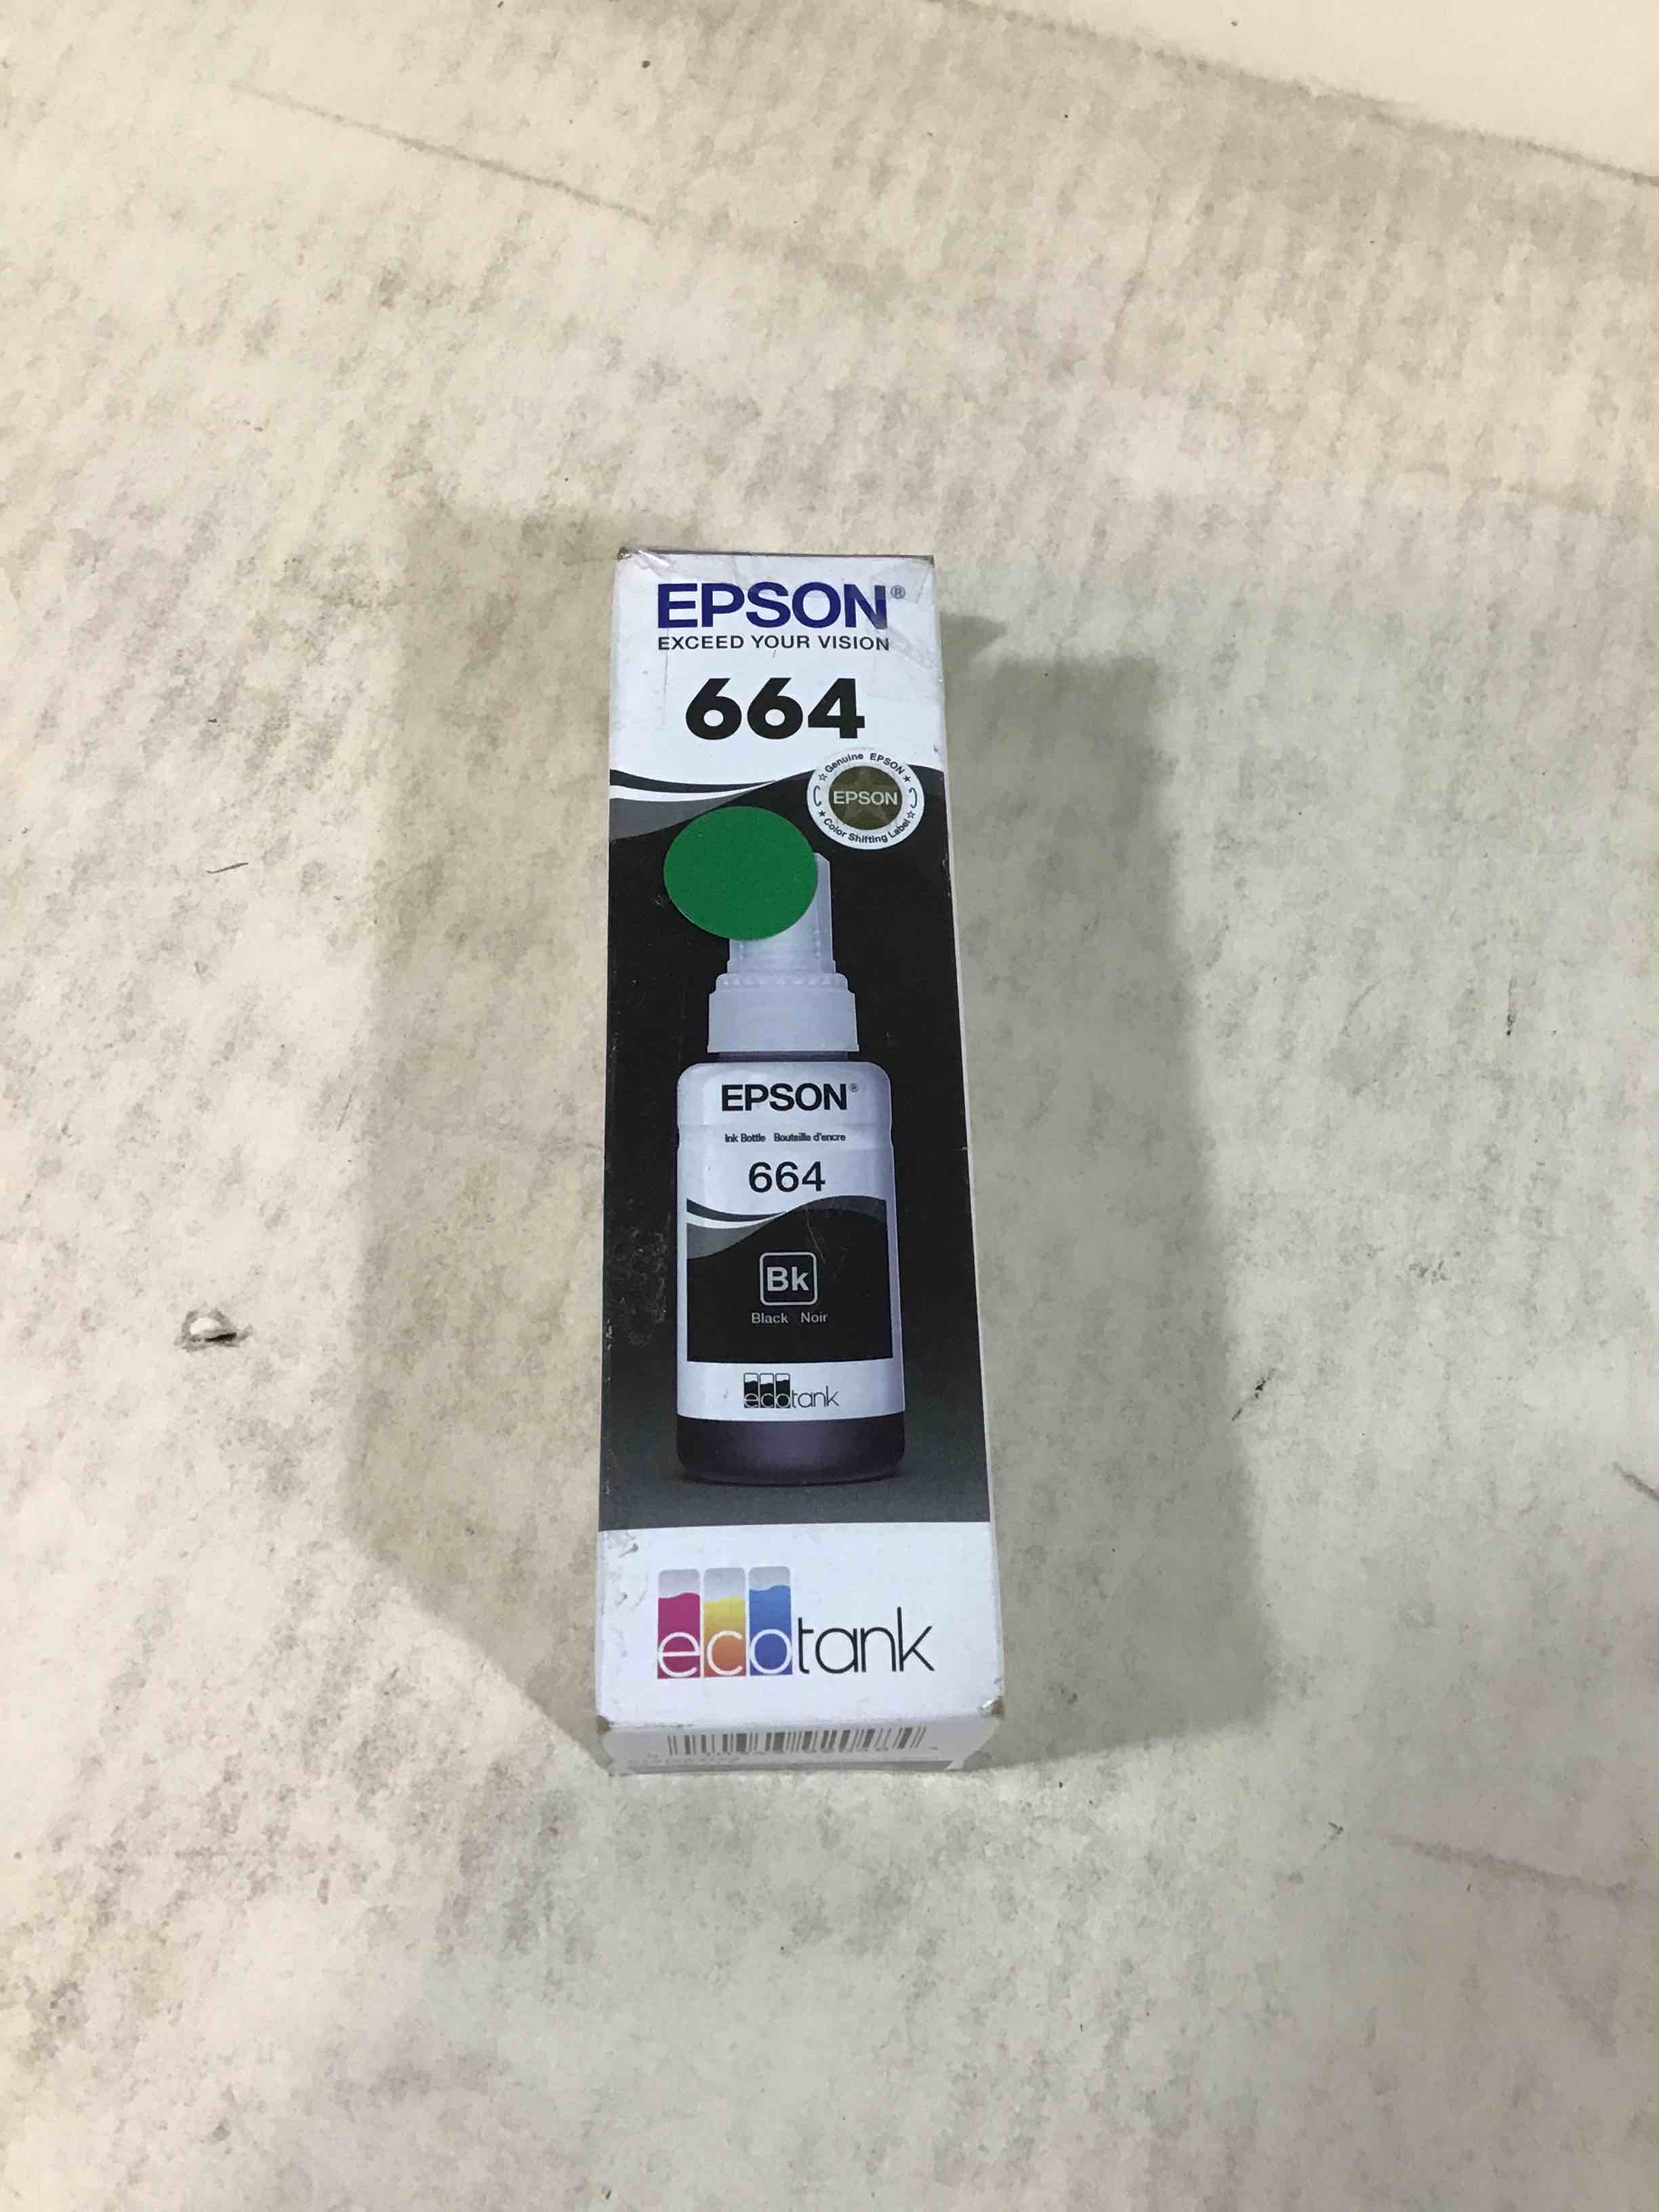 EPSON®
EXCEED YOUR VISION
664
Genuine EPSON
EPSON
Color Shifting Label
EPSON®
Ink Bottle Bouteille d'encre
664
Bk
Black Noir
ecotank
ecotank